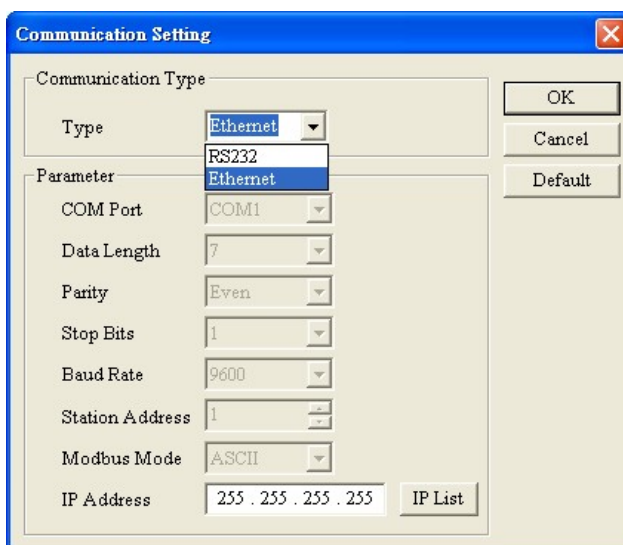 Communication Setting
Communication Type
Type Ethernet
RS232
Ethernet
OK
Cancel
Default
Parameter
COM Port COM1
Data Length 7
Parity Even
Stop Bits 1
Baud Rate 9600
Station Address 1
Modbus Mode ASCII
IP Address 255 . 255 . 255 . 255 IP List